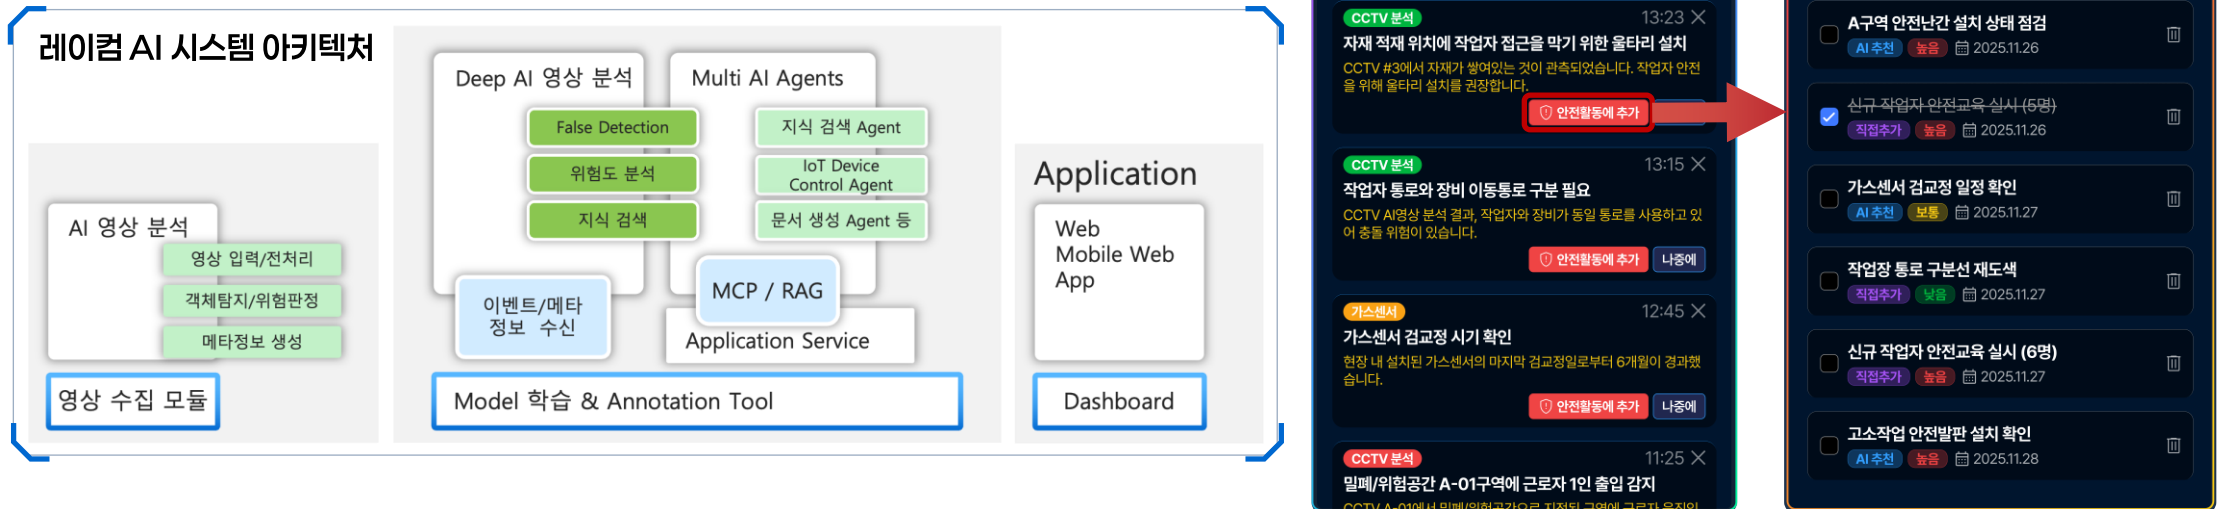 레이컴 AI 시스템 아키텍처
AI 영상 분석
영상 입력/전처리
객체탐지/위험판정
메타정보 생성
영상 수집 모듈
Deep AI 영상 분석
False Detection
위험도 분석
지식 검색
이벤트/메타
정보 수신
Multi AI Agents
지식 검색 Agent
IoT Device
Control Agent
문서 생성 Agent 등
MCP / RAG
Application Service
Model 학습 & Annotation Tool
Application
Web
Mobile Web
App
Dashboard
CCTV 분석 13:23
자재 적재 위치에 작업자 접근을 막기 위한 울타리 설치
CCTV #3에서 자재가 쌓여있는 것이 관측되었습니다. 작업자 안전
을 위해 울타리 설치를 권장합니다.
안전활동에 추가
CCTV 분석 13:15
작업자 통로와 장비 이동통로 구분 필요
CCTV AI영상 분석 결과, 작업자와 장비가 동일 통로를 사용하고 있
어 충돌 위험이 있습니다.
안전활동에 추가 나중에
가스센서 12:45
가스센서 검교정 시기 확인
현장 내 설치된 가스센서의 마지막 검교정일로부터 6개월이 경과했
습니다.
안전활동에 추가 나중에
CCTV 분석 11:25
밀폐/위험공간 A-01구역에 근로자 1인 출입 감지
A구역 안전난간 설치 상태 점검
AI 추천 높음 2025.11.26
신규 작업자 안전교육 실시 (5명)
직접추가 높음 2025.11.26
가스센서 검교정 일정 확인
AI 추천 보통 2025.11.27
작업장 통로 구분선 재도색
직접추가 낮음 2025.11.27
신규 작업자 안전교육 실시 (6명)
직접추가 높음 2025.11.27
고소작업 안전발판 설치 확인
AI 추천 높음 2025.11.28